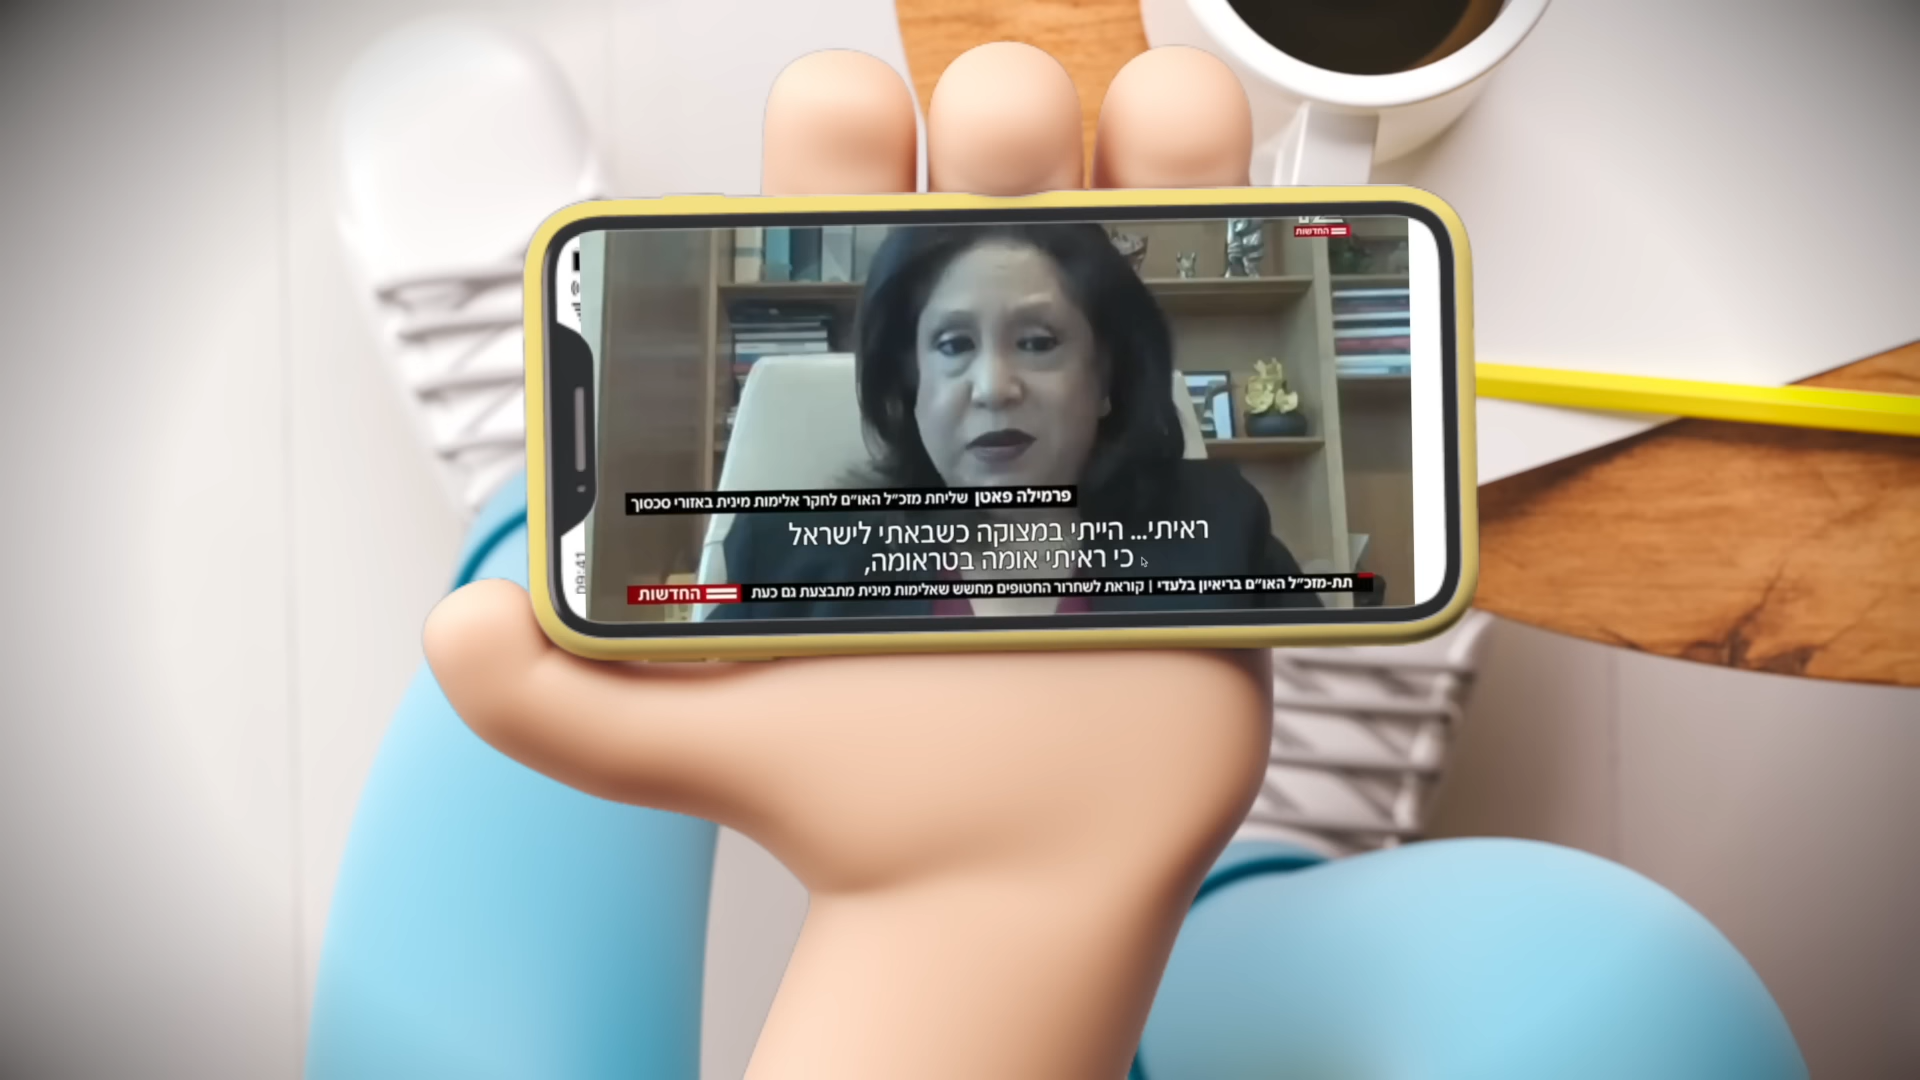 החדשות
פרמילה פאטן שליחת מזכ״ל האו״ם לחקר אלימות מינית באזורי סכסוך
ראיתי... הייתי במצוקה כשבאתי לישראל
כי ראיתי אומה בטראומה,
תת-מזכ״ל האו״ם בריאיון בלעדי | קוראת לשחרור החטופים מחשש שאלימות מינית מתבצעת גם כעת
החדשות
09:41